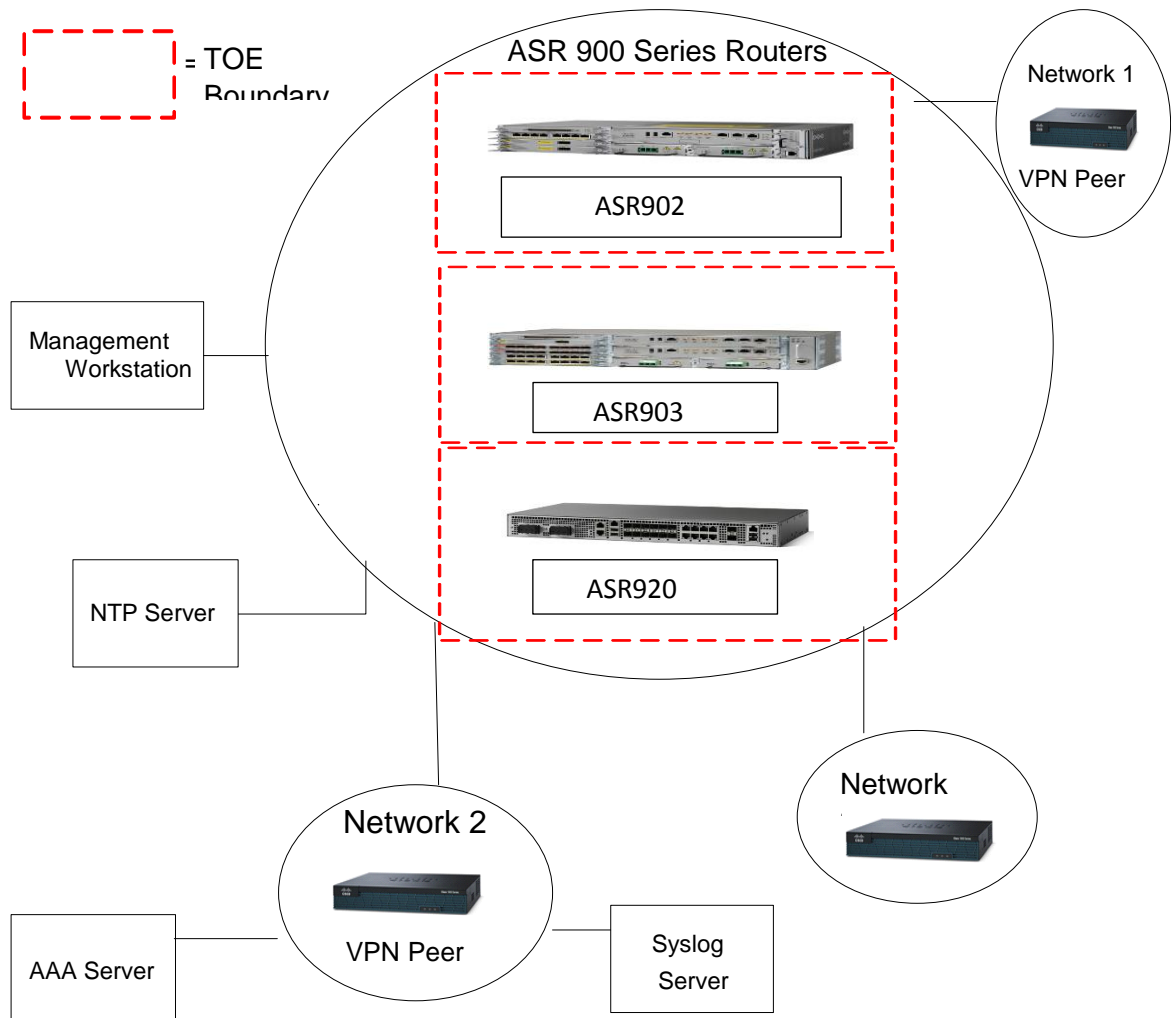 = TOE
Boundary
ASR 900 Series Routers
Network 1
VPN Peer
ASR902
Management
Workstation
ASR903
ASR920
NTP Server
Network
Network 2
VPN Peer
AAA Server
Syslog
Server